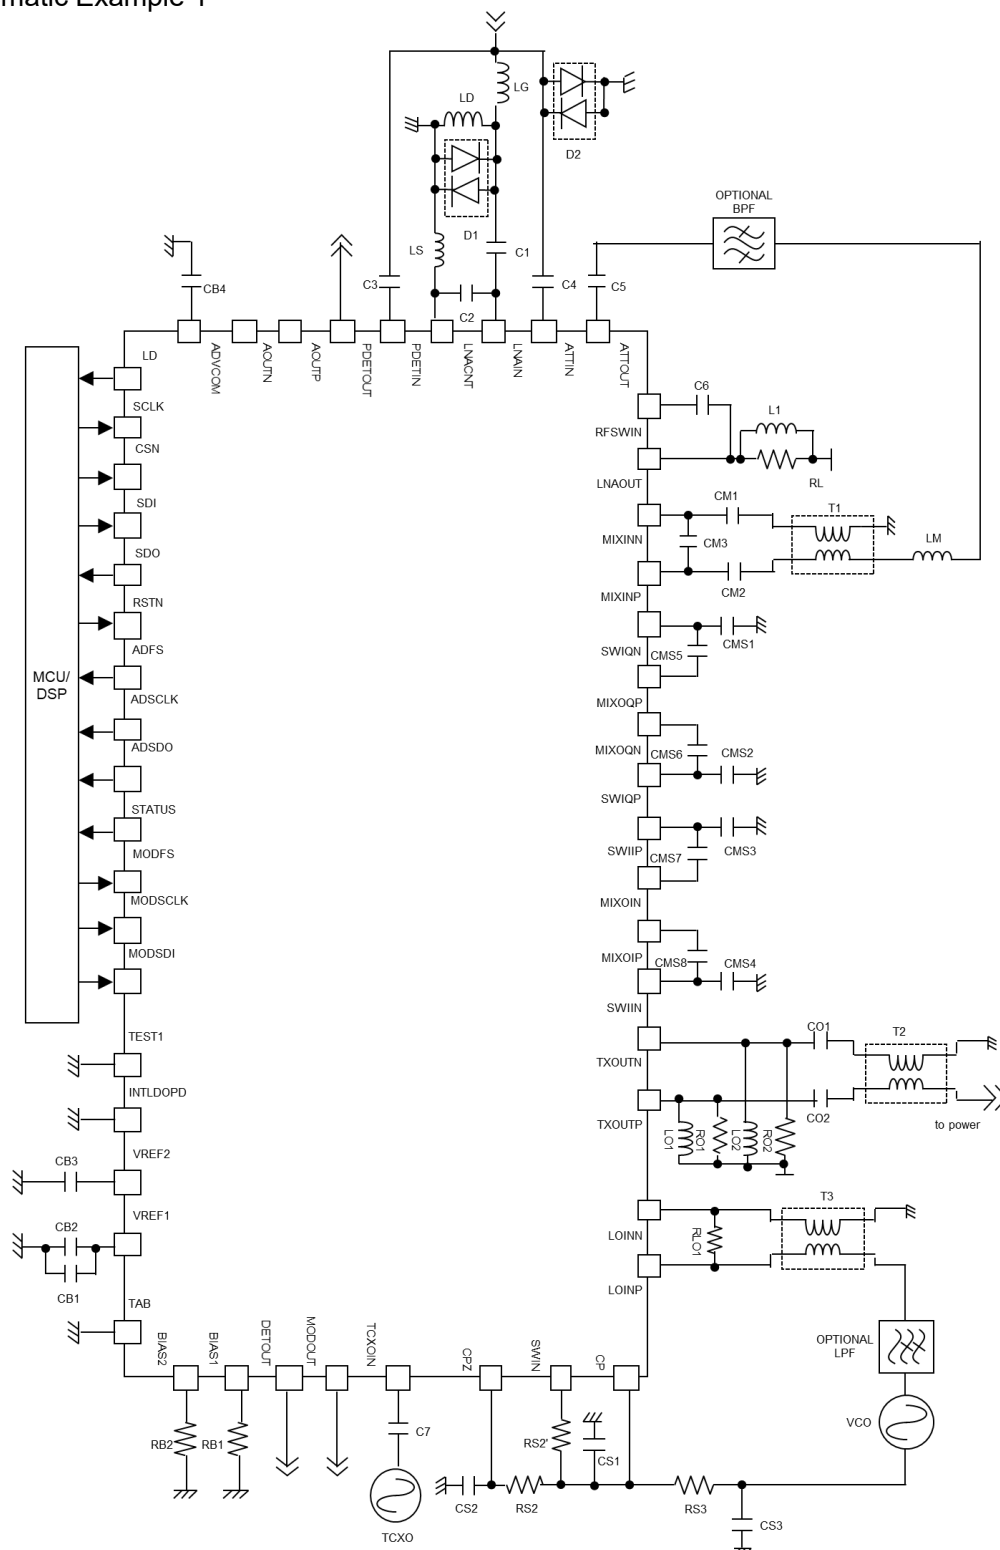 matic Example 1
LG
LD
D2
D1
LS
C1
C3
C2
C4
C5
CB4
OPTIONAL
BPF
ADVCOM
AOUTN
AOUTP
PDETOUT
PDETIN
LNACNT
LNAIN
ATTIN
ATTOUT
MCU/
DSP
LD
SCLK
CSN
SDI
SDO
RSTN
ADFS
ADSCLK
ADSDO
STATUS
MODFS
MODSCLK
MODSDI
TEST1
INTLDOPD
VREF2
VREF1
TAB
CB3
CB2
CB1
C6
RFSWIN
L1
RL
LNAOUT
CM1
T1
MIXINN
CM3
LM
CM2
MIXINP
CMS1
SWIQN
CMS5
MIXOQP
MIXOQN
CMS6
CMS2
SWIQP
SWIIP
CMS7
CMS3
MIXOIN
MIXOIP
CMS8
CMS4
SWIIN
CO1
T2
TXOUTN
CO2
TXOUTP
to power
LO1
RO1
LO2
RO2
T3
LOINN
RLO1
LOINP
OPTIONAL
LPF
VCO
BIAS2
BIAS1
DETOUT
MODOUT
TCXOIN
CPZ
SWIN
CP
RB2
RB1
C7
TCXO
RS2'
CS1
CS2
RS2
RS3
CS3